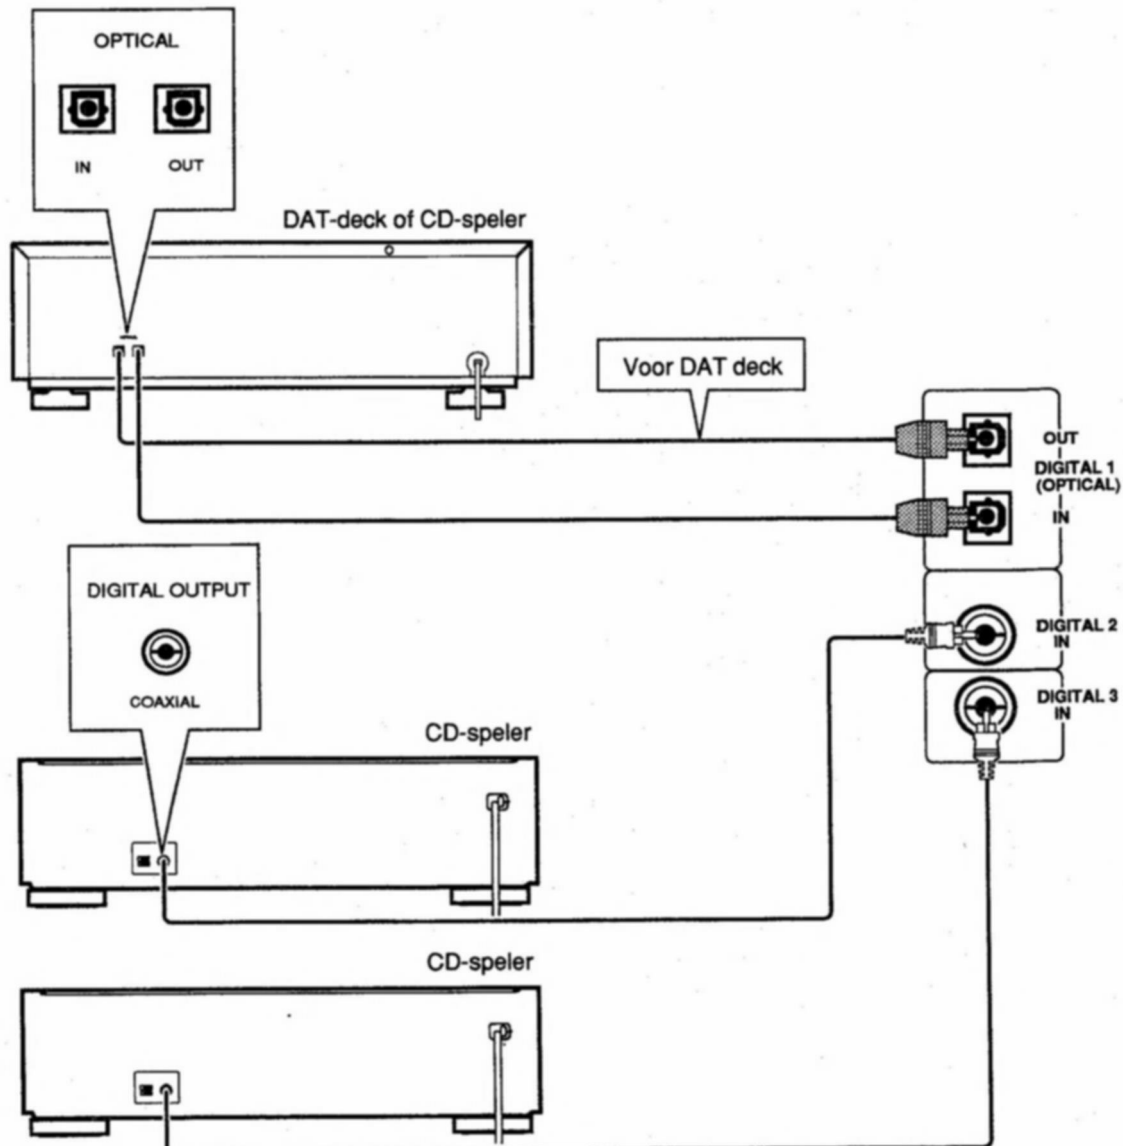 OPTICAL
IN OUT
DAT-deck of CD-speler
Voor DAT deck
OUT
DIGITAL 1
(OPTICAL)
IN
DIGITAL OUTPUT
COAXIAL
DIGITAL 2
IN
DIGITAL 3
IN
CD-speler
CD-speler